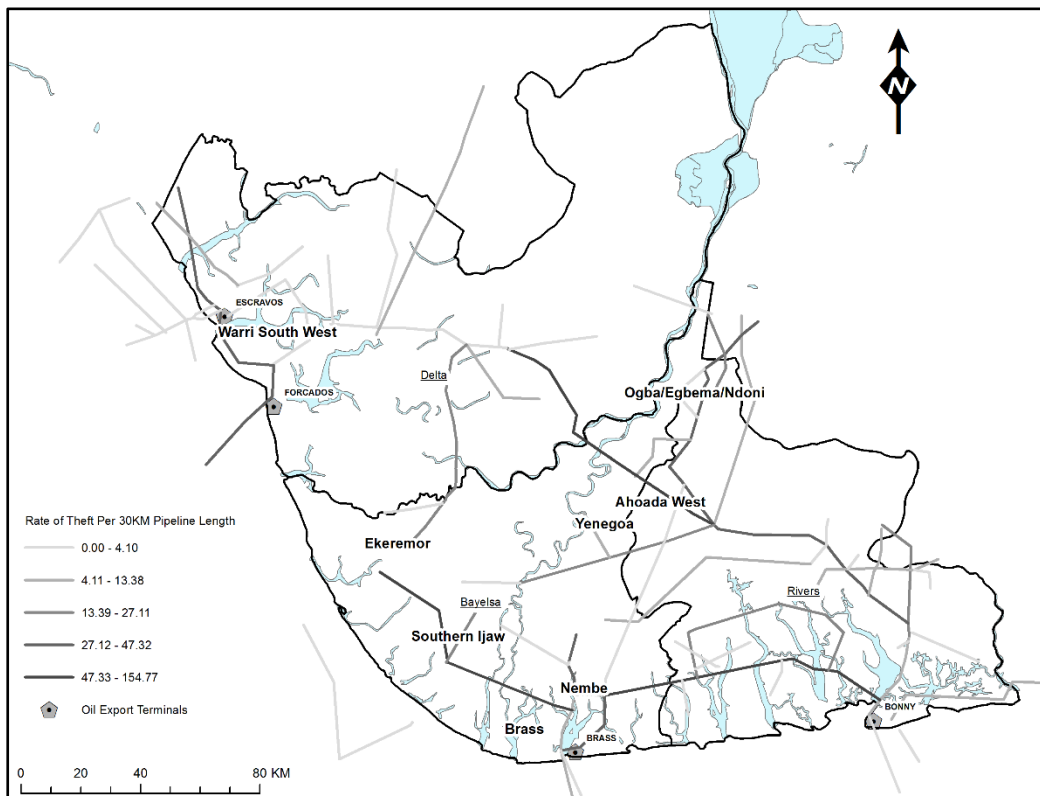 N
ESCRAVOS
Warri South West
Delta
FORCADOS
Ogba/Egbema/Ndoni
Ahoada West
Yenegoa
Ekeremor
Bayelsa
Rivers
Southern Ijaw
Nembe
Brass
BRASS
BONNY
Rate of Theft Per 30KM Pipeline Length
0.00 - 4.10
4.11 - 13.38
13.39 - 27.11
27.12 - 47.32
47.33 - 154.77
Oil Export Terminals
0 20 40 80 KM